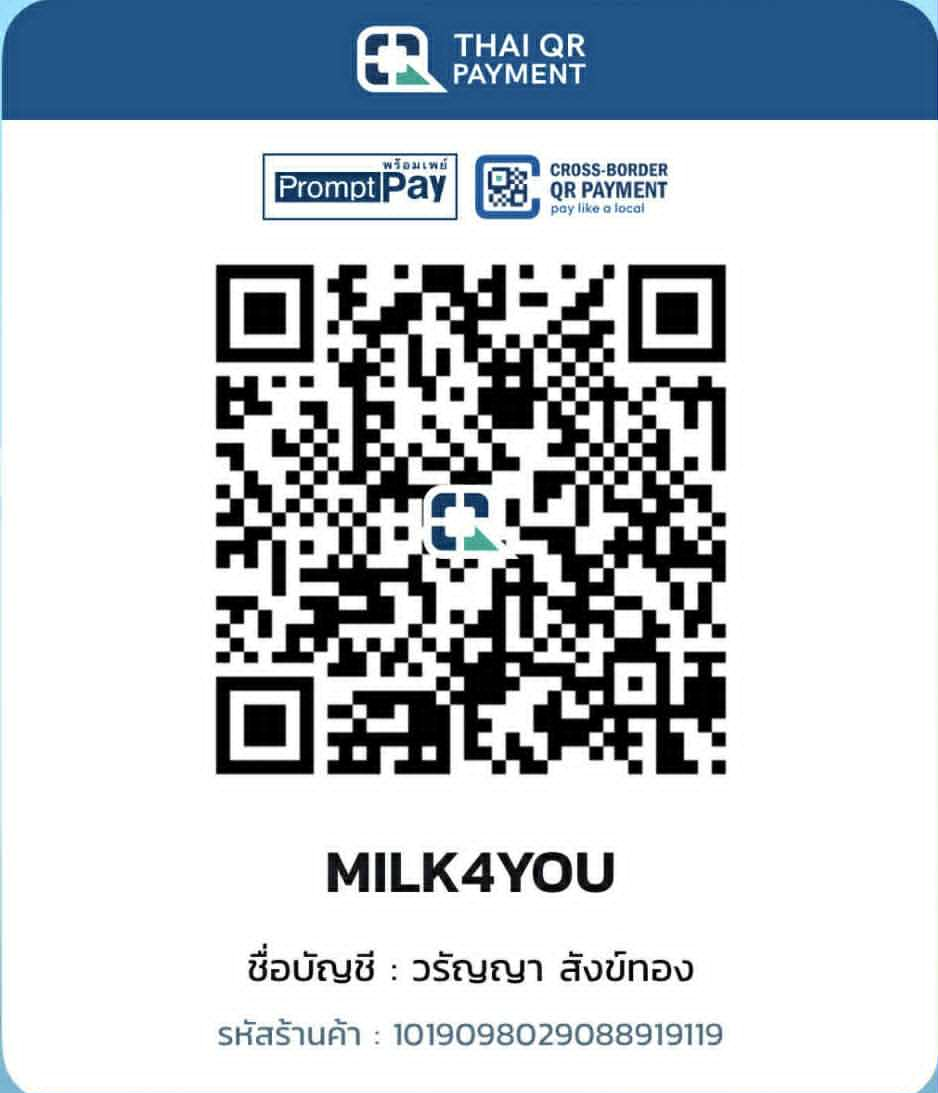 THAI QR
PAYMENT
พร้อมเพย์
PromptPay
CROSS-BORDER
QR PAYMENT
pay like a local
MILK4YOU
ชื่อบัญชี : วรัญญา สังข์ทอง
รหัสร้านค้า : 1019098029088919119